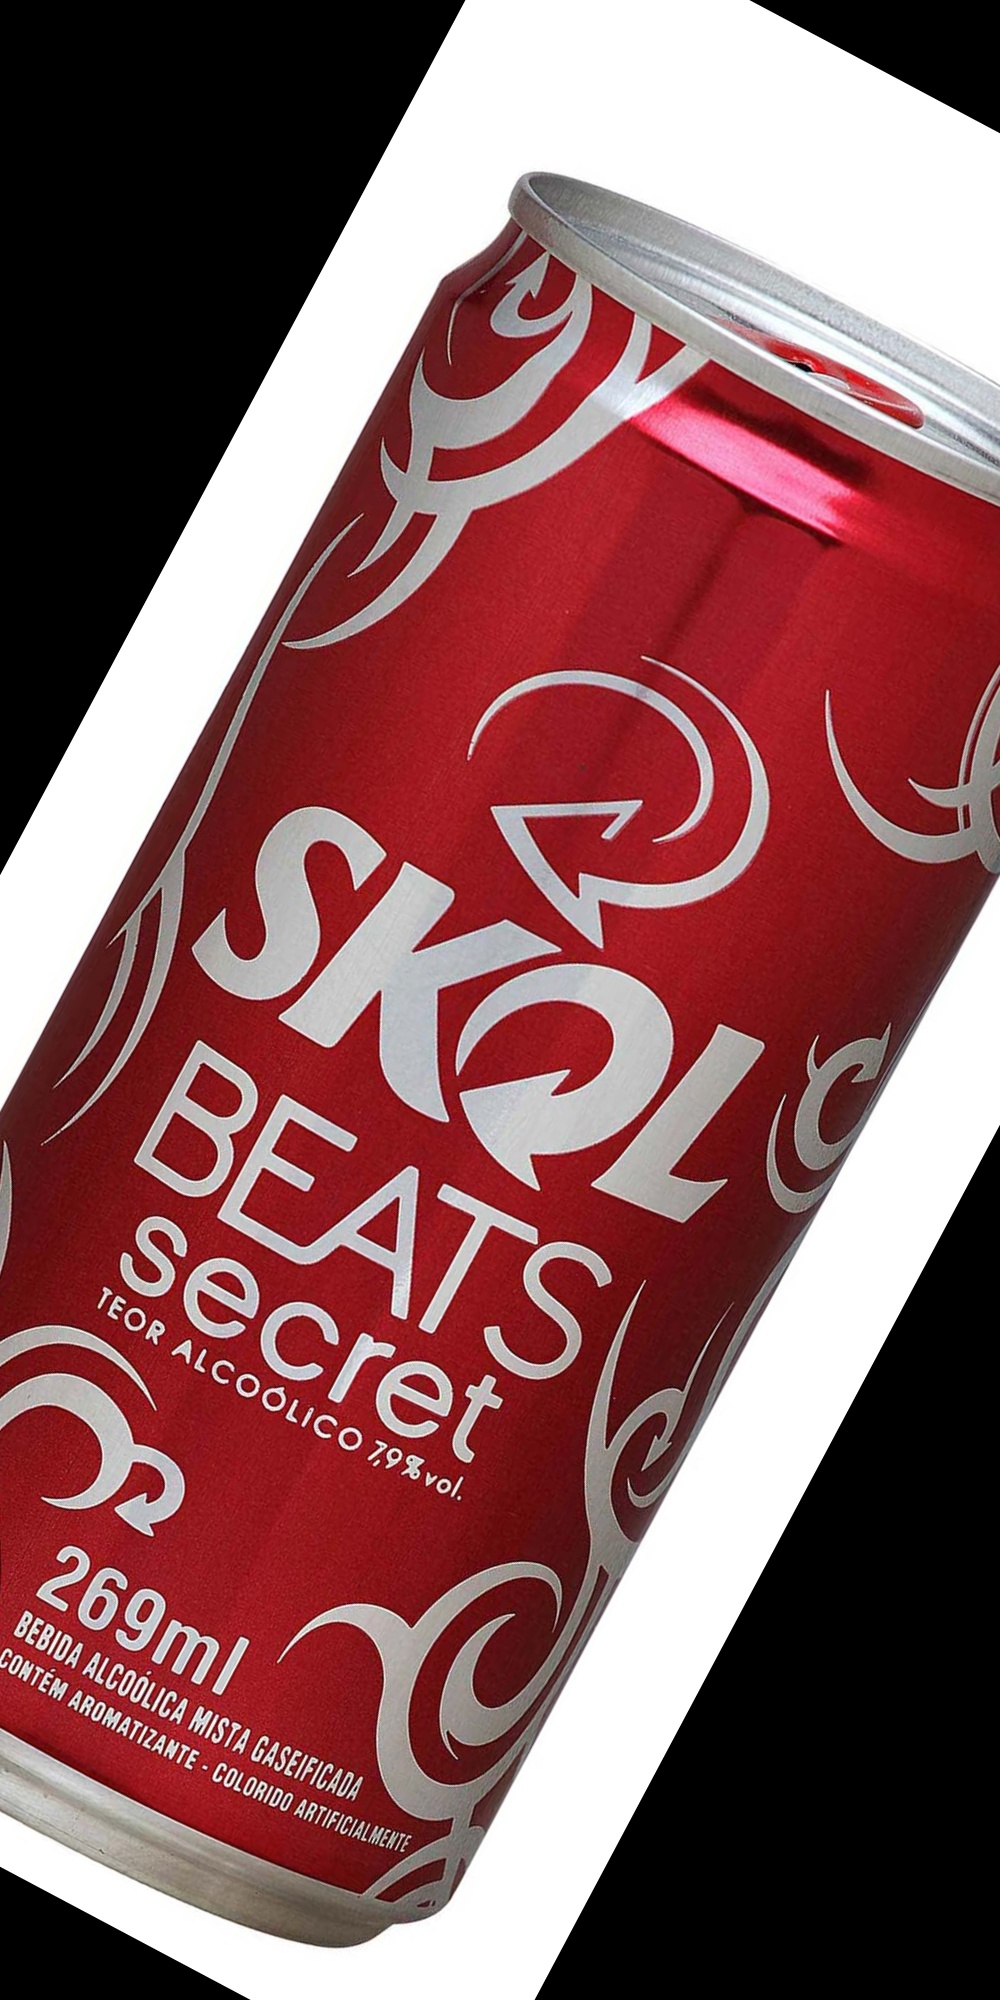 SKOL
BEATS
secret
TEOR ALCOÓLICO 7,9%vol.
269ml
BEBIDA ALCOÓLICA MISTA GASEIFICADA
CONTÉM AROMATIZANTE - COLORIDO ARTIFICIALMENTE